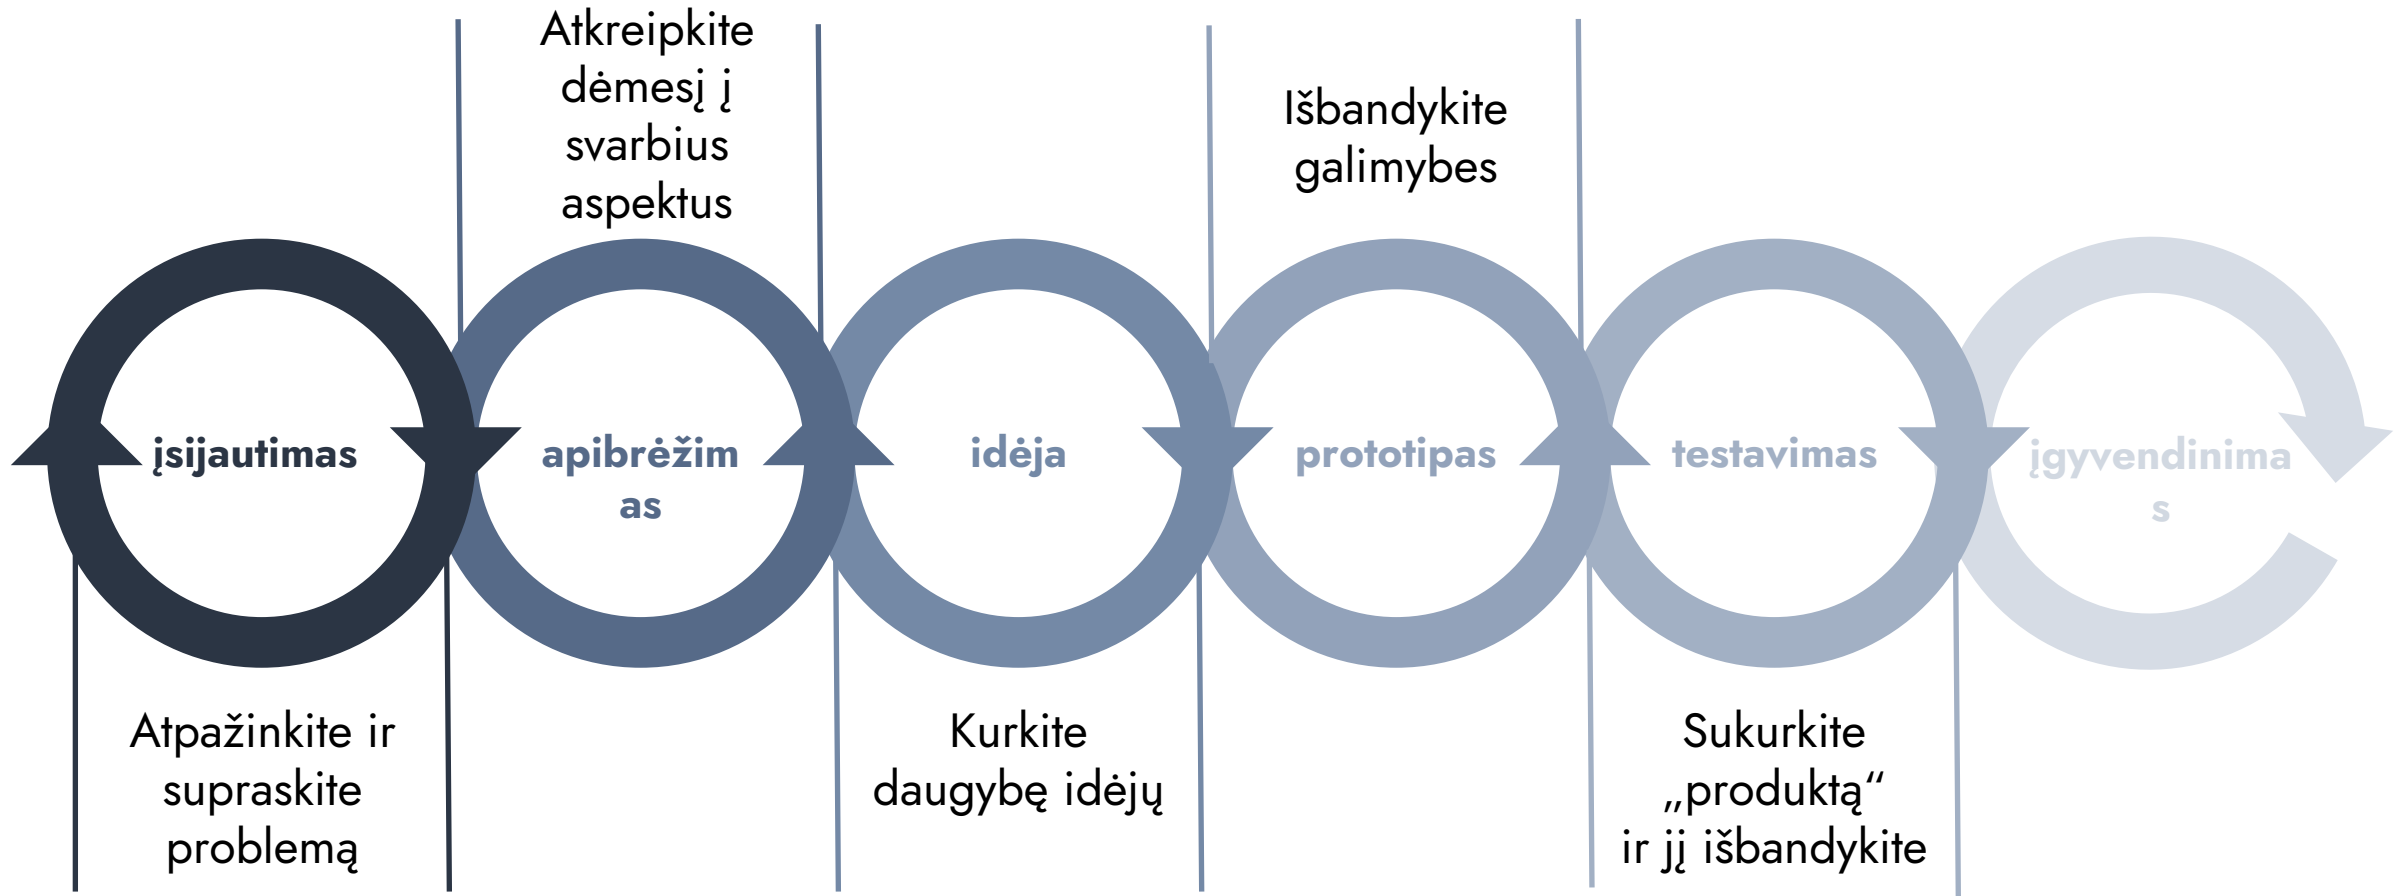 Atkreipkite
dėmesį į
svarbius
aspektus
Išbandykite
galimybes
įsijautimas
apibrėžim
as
idėja
prototipas
testavimas
įgyvendinima
s
Atpažinkite ir
supraskite
problemą
Kurkite
daugybę idėjų
Sukurkite
„produktą“
ir jį išbandykite